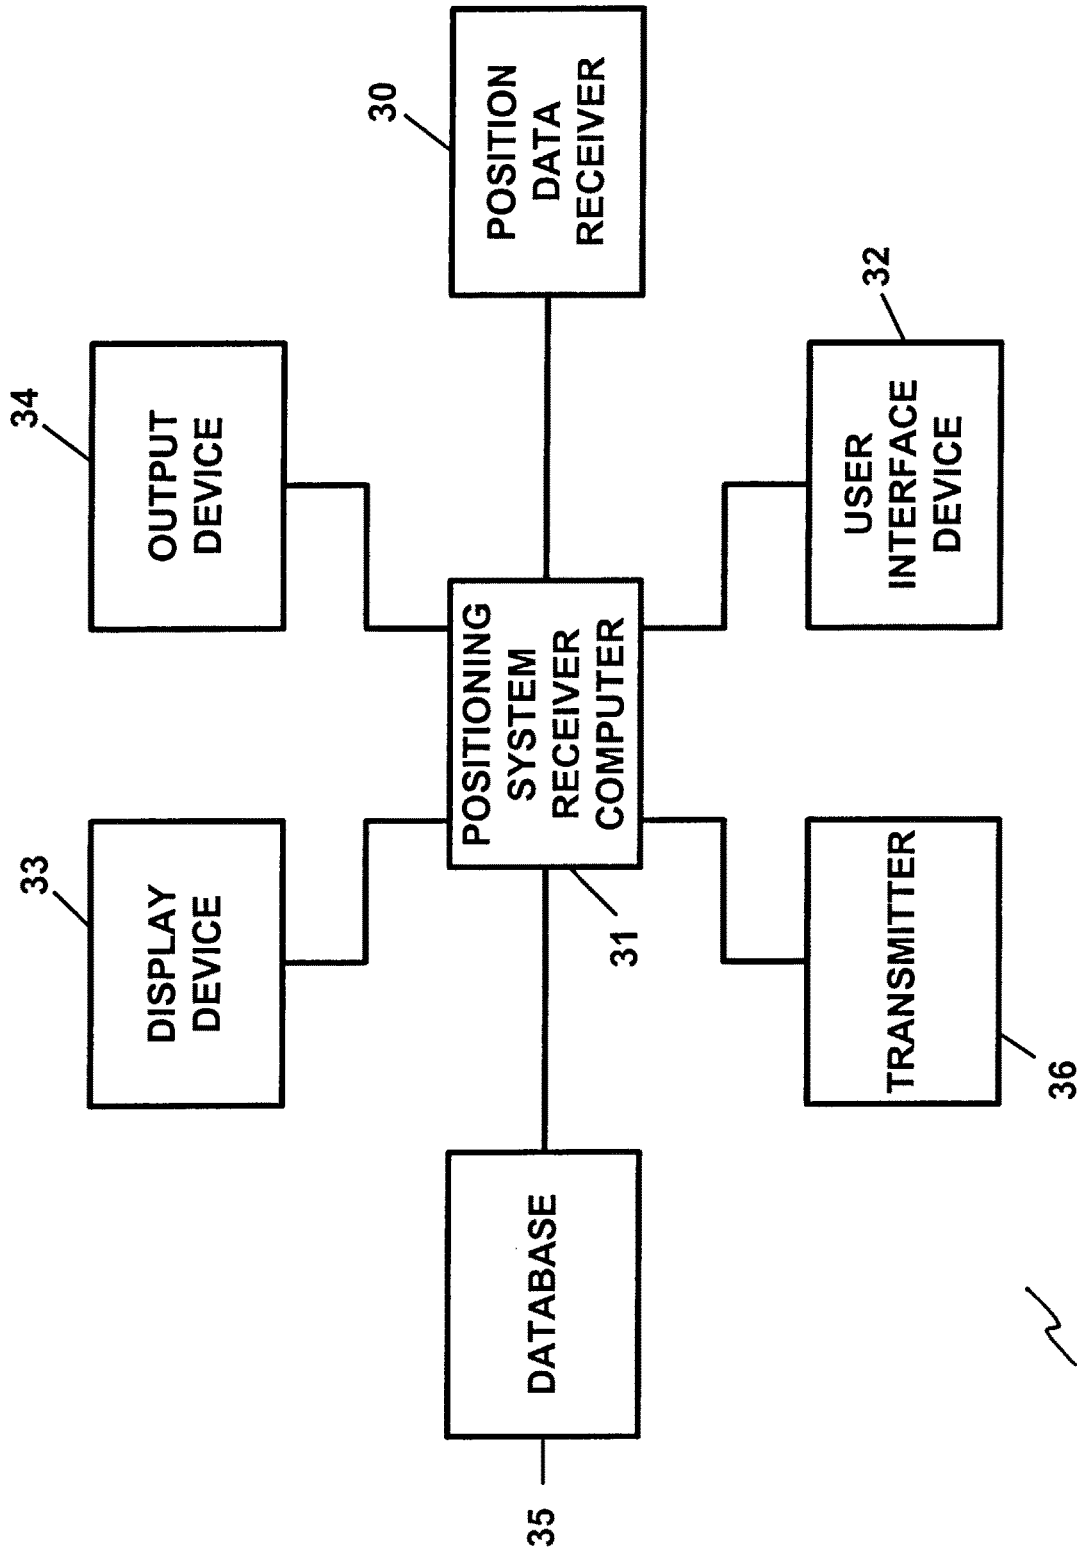 33
DISPLAY
DEVICE
34
OUTPUT
DEVICE
35
DATABASE
POSITIONING
SYSTEM
RECEIVER
COMPUTER
31
30
POSITION
DATA
RECEIVER
TRANSMITTER
36
USER
INTERFACE
DEVICE
32